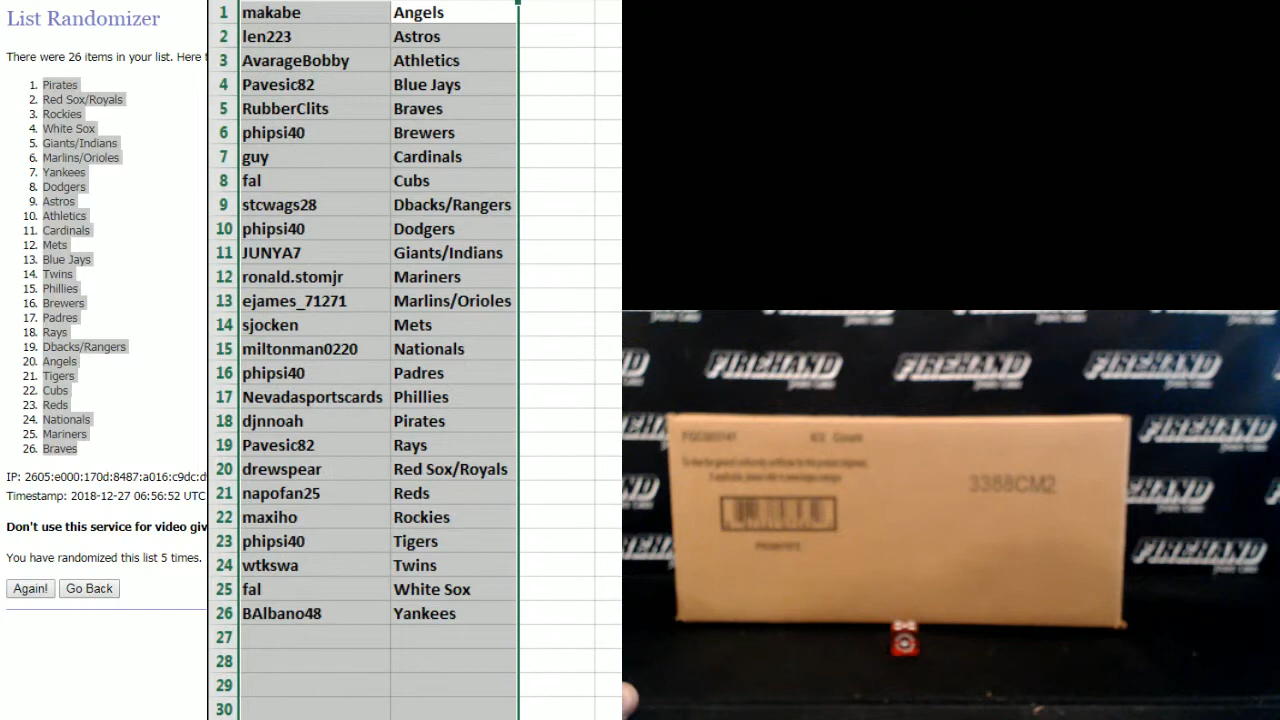 List Randomizer
There were 26 items in your list. Here
1. Pirates
2. Red Sox/Royals
3. Rockies
4. White Sox
5. Giants/Indians
6. Marlins/Orioles
7. Yankees
8. Dodgers
9. Astros
10. Athletics
11. Cardinals
12. Mets
13. Blue Jays
14. Twins
15. Phillies
16. Brewers
17. Padres
18. Rays
19. Dbacks/Rangers
20. Angels
21. Tigers
22. Cubs
23. Reds
24. Nationals
25. Mariners
26. Braves
IP: 2605:e000:170d:8487:a016:c9dc:d
Timestamp: 2018-12-27 06:56:52 UTC
Don't use this service for video giv
You have randomized this list 5 times.
Again! Go Back
1 makabe Angels
2 len223 Astros
3 AvarageBobby Athletics
4 Pavesic82 Blue Jays
5 RubberClits Braves
6 phipsi40 Brewers
7 guy Cardinals
8 fal Cubs
9 stcwags28 Dbacks/Rangers
10 phipsi40 Dodgers
11 JUNYA7 Giants/Indians
12 ronald.stomjr Mariners
13 ejames_71271 Marlins/Orioles
14 sjocken Mets
15 miltonman0220 Nationals
16 phipsi40 Padres
17 Nevadasportscards Phillies
18 djnnoah Pirates
19 Pavesic82 Rays
20 drewspear Red Sox/Royals
21 napofan25 Reds
22 maxiho Rockies
23 phipsi40 Tigers
24 wtkswa Twins
25 fal White Sox
26 BAlbano48 Yankees
27
28
29
30
FIREHAND
FIREHAND
FIREHAND
FIREHAND
FIREHAND
Count
3388CM2